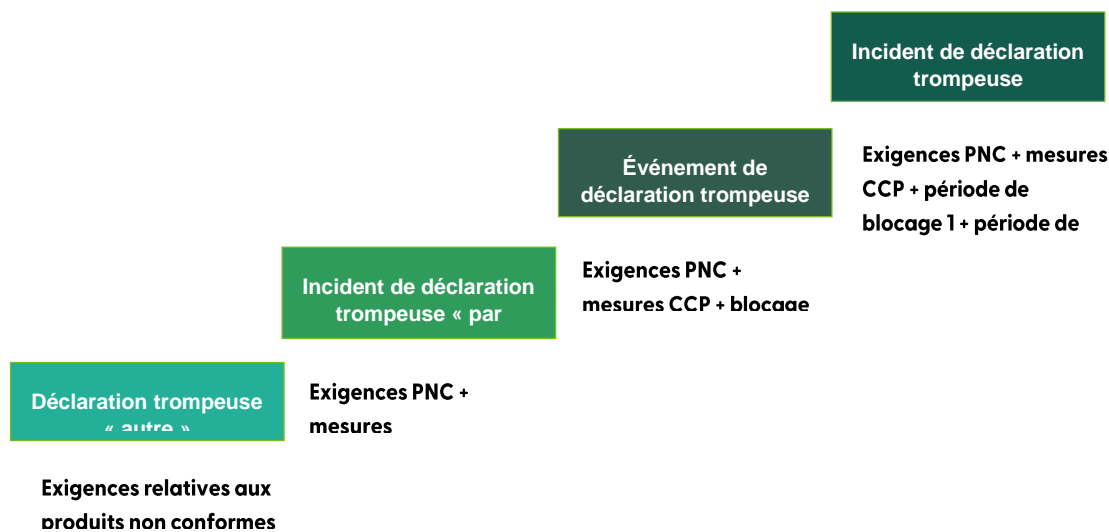 Incident de déclaration
trompeuse
Exigences PNC + mesures
CCP + période de
blocage 1 + période de
Événement de
déclaration trompeuse
Exigences PNC +
mesures CCP + blocage
Incident de déclaration
trompeuse « par
Exigences PNC +
mesures
Déclaration trompeuse
« autre »
Exigences relatives aux
produits non conformes